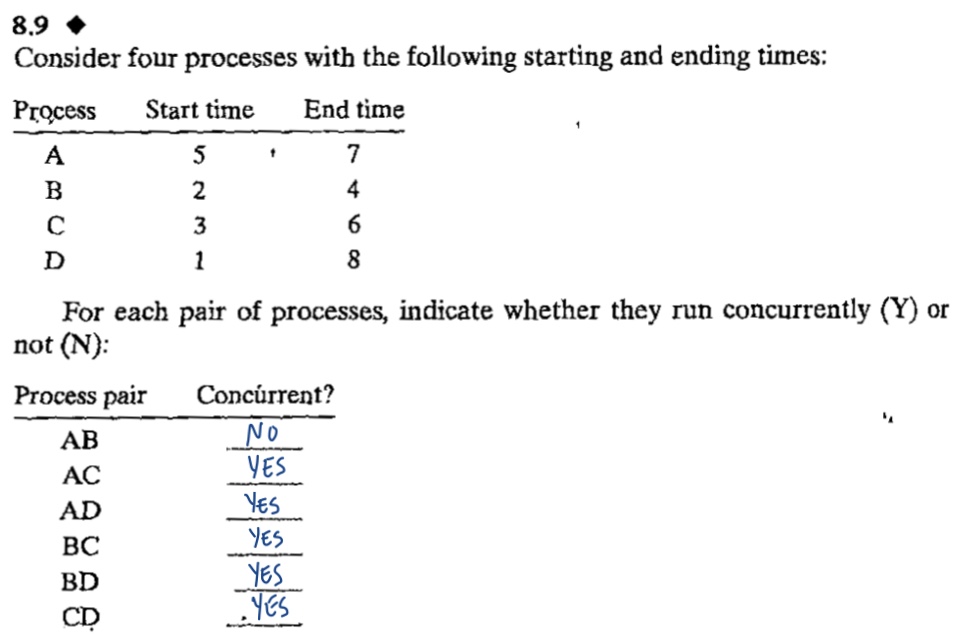 8.9 ◆
Consider four processes with the following starting and ending times:
Process Start time End time
A 5 7
B 2 4
C 3 6
D 1 8
For each pair of processes, indicate whether they run concurrently (Y) or
not (N):
Process pair Concurrent?
AB NO
AC YES
AD YES
BC YES
BD YES
CD YES